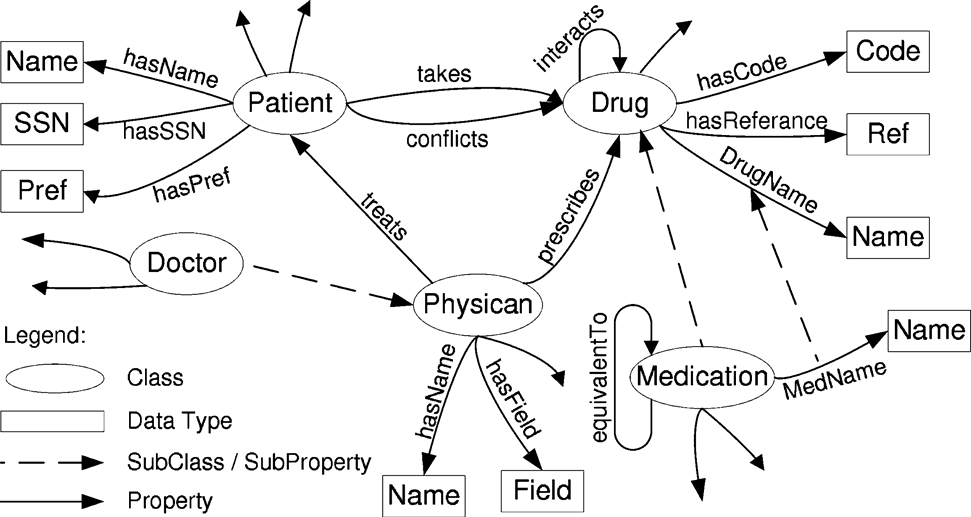 Name
hasName
SSN
hasSSN
Pref
hasPref
Patient
takes
conflicts
interacts
Drug
hasCode
Code
hasReferance
Ref
DrugName
Name
treats
prescribes
Doctor
Physican
hasName
hasField
Name
Field
equivalentTo
Medication
MedName
Name
Legend:
Class
Data Type
SubClass / SubProperty
Property